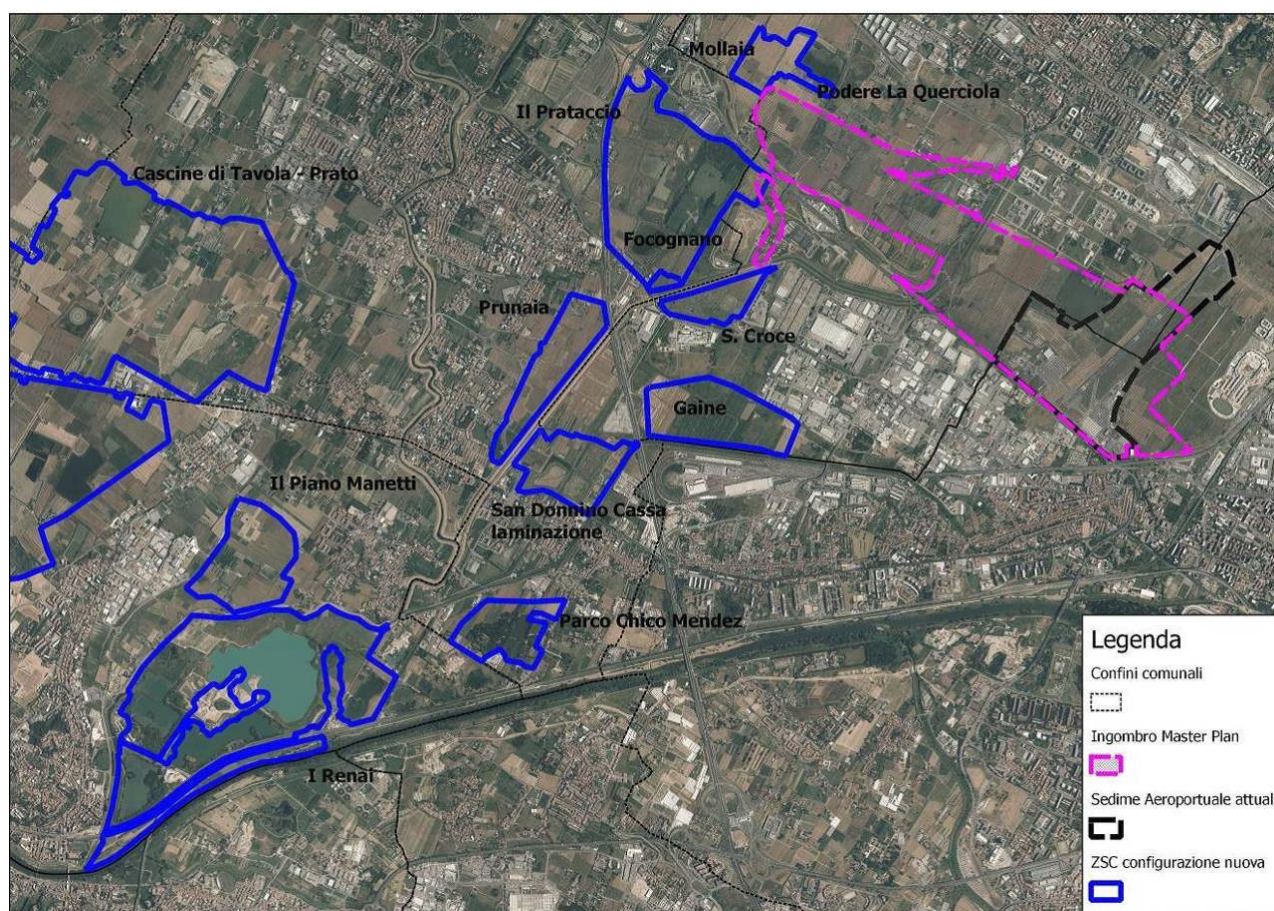 Mollaia
Podere La Querciola
Il Prataccio
Cascine di Tavola - Prato
Focognano
Prunaia
S. Croce
Gaine
Il Piano Manetti
San Donnino Cassa
laminazione
Parco Chico Mendez
I Renai
Legenda
Confini comunali
Ingombro Master Plan
Sedime Aeroportuale attual
ZSC configurazione nuova